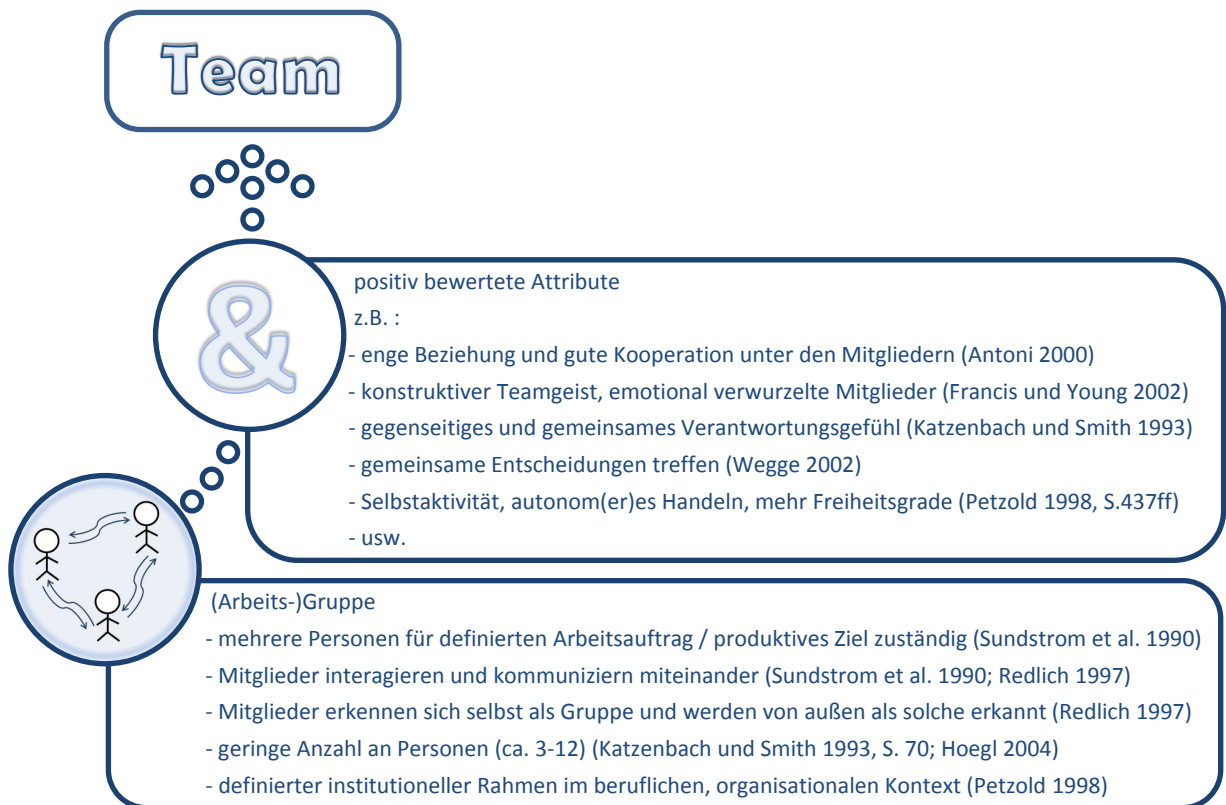 Team
&
positiv bewertete Attribute
z.B. :
- enge Beziehung und gute Kooperation unter den Mitgliedern (Antoni 2000)
- konstruktiver Teamgeist, emotional verwurzelte Mitglieder (Francis und Young 2002)
- gegenseitiges und gemeinsames Verantwortungsgefühl (Katzenbach und Smith 1993)
- gemeinsame Entscheidungen treffen (Wegge 2002)
- Selbstaktivität, autonom(er)es Handeln, mehr Freiheitsgrade (Petzold 1998, S.437ff)
- usw.
(Arbeits-)Gruppe
- mehrere Personen für definierten Arbeitsauftrag / produktives Ziel zuständig (Sundstrom et al. 1990)
- Mitglieder interagieren und kommuniziern miteinander (Sundstrom et al. 1990; Redlich 1997)
- Mitglieder erkennen sich selbst als Gruppe und werden von außen als solche erkannt (Redlich 1997)
- geringe Anzahl an Personen (ca. 3-12) (Katzenbach und Smith 1993, S. 70; Hoegl 2004)
- definierter institutioneller Rahmen im beruflichen, organisationalen Kontext (Petzold 1998)